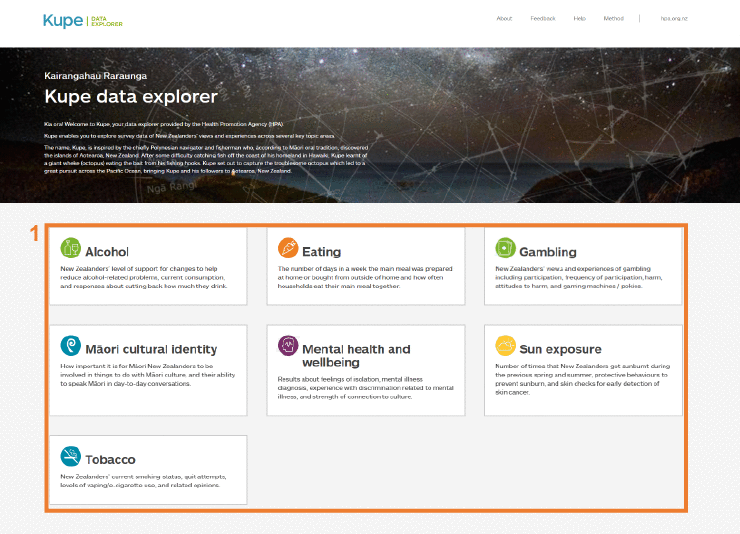 Kupe DATA
EXPLORER
About Feedback Help Method hpa.org.nz
Kairangahau Raraunga
Kupe data explorer
Kia ora! Welcome to Kupe, your data explorer provided by the Health Promotion Agency (HPA).
Kupe enables you to explore survey data of New Zealanders' views and experiences across several key topic areas.
The name, Kupe, is inspired by the chiefly Polynesian navigator and fisherman who, according to Māori oral tradition, discovered
the islands of Aotearoa, New Zealand. After some difficulty catching fish off the coast of his homeland in Hawaiki, Kupe learnt of
a giant wheke (octopus) eating the bait from his fishing hooks. Kupe set out to capture the troublesome octopus which led to a
great pursuit across the Pacific Ocean, bringing Kupe and his followers to Aotearoa, New Zealand.
Ngā Rangi
1
Alcohol
New Zealanders' level of support for changes to help
reduce alcohol-related problems, current consumption,
and responses about cutting back how much they drink.
Eating
The number of days in a week the main meal was prepared
at home or bought from outside of home and how often
households eat their main meal together.
Gambling
New Zealanders' views and experiences of gambling
including participation, frequency of participation, harm,
attitudes to harm, and gaming machines / pokies.
Māori cultural identity
How important it is for Māori New Zealanders to be
involved in things to do with Māori culture, and their ability
to speak Māori in day-to-day conversations.
Mental health and
wellbeing
Results about feelings of isolation, mental illness
diagnosis, experience with discrimination related to mental
illness, and strength of connection to culture.
Sun exposure
Number of times that New Zealanders get sunburnt during
the previous spring and summer, protective behaviours to
prevent sunburn, and skin checks for early detection of
skin cancer.
Tobacco
New Zealanders' current smoking status, quit attempts,
levels of vaping/e-cigarette use, and related opinions.